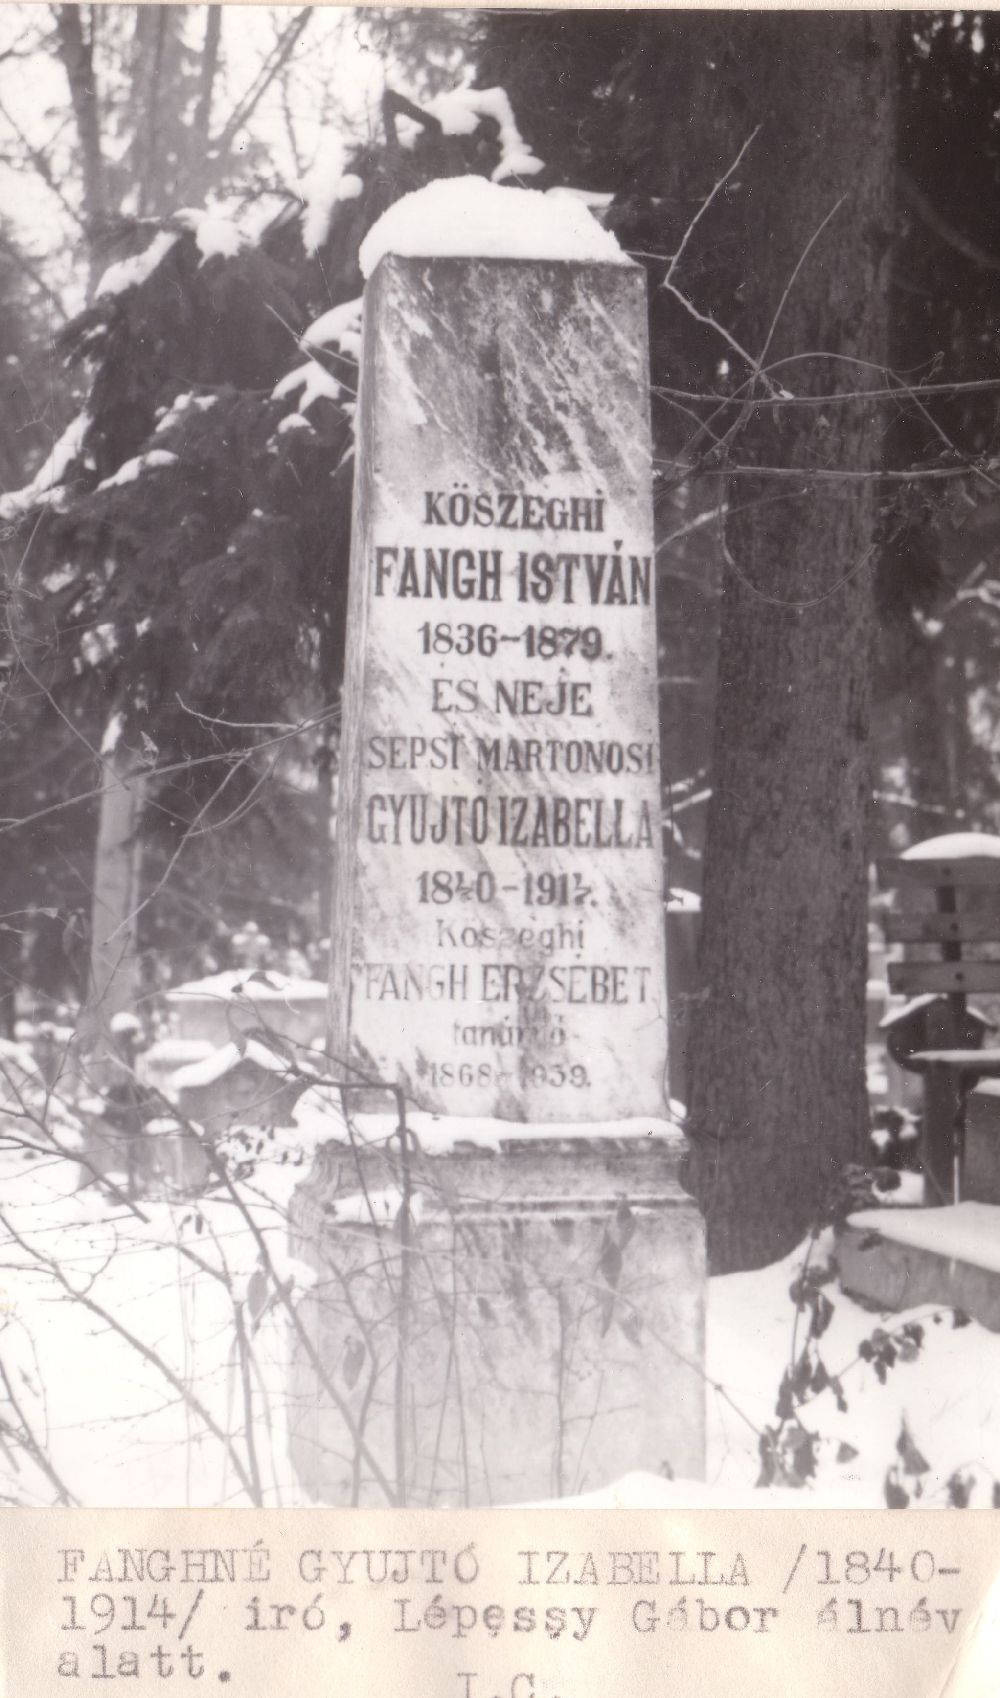 KÖSZEGHI
FANGH ISTVÁN
1836-1879.
ÉS NEJE
SEPSI MARTONOSI
GYUJTÓ IZABELLA
1840-1914.
Köszeghi
FANGH ERZSÉBET
tanárnő
1868-1939.
FANGHNÉ GYUJTÓ IZABELLA /1840-
1914/ író, Lépessy Gábor álnév
alatt.
I.C.